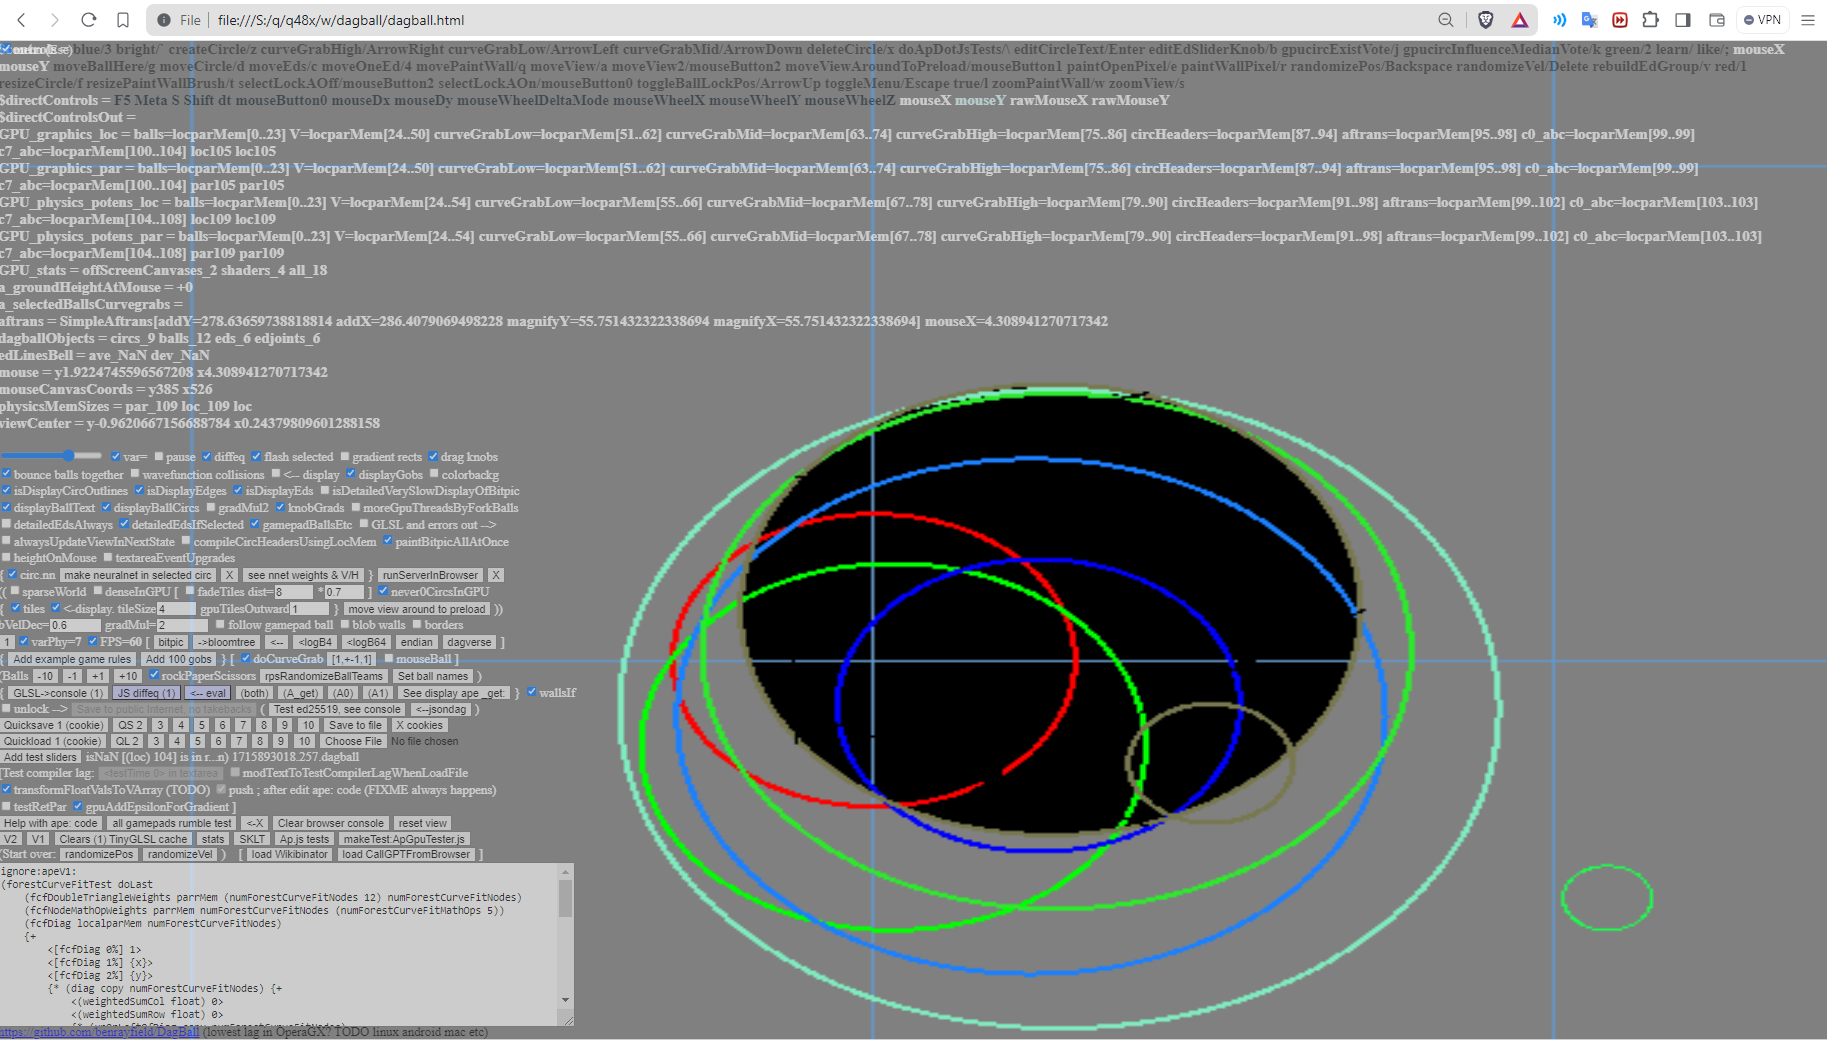 File | file:///S:/q/q48x/w/dagball/dagball.html VPN
blue/3 bright/` createCircle/z curveGrabHigh/ArrowRight curveGrabLow/ArrowLeft curveGrabMid/ArrowDown deleteCircle/x doApDotJsTests/\ editCircleText/Enter editEdSliderKnob/b gpucircExistVote/j gpucircInfluenceMedianVote/k green/2 learn/ like/; mouseX
mouseY moveBallHere/g moveCircle/d moveEds/c moveOneEd/4 movePaintWall/q moveView/a moveView2/mouseButton2 moveViewAroundToPreload/mouseButton1 paintOpenPixel/e paintWallPixel/r randomizePos/Backspace randomizeVel/Delete rebuildEdGroup/v red/1
resizeCircle/f resizePaintWallBrush/t selectLockAOff/mouseButton2 selectLockAOn/mouseButton0 toggleBallLockPos/ArrowUp toggleMenu/Escape true/l zoomPaintWall/w zoomView/s
$directControls = F5 Meta S Shift dt mouseButton0 mouseDx mouseDy mouseWheelDeltaMode mouseWheelX mouseWheelY mouseWheelZ mouseX mouseY rawMouseX rawMouseY
$directControlsOut =
GPU_graphics_loc = balls=locparMem[0..23] V=locparMem[24..50] curveGrabLow=locparMem[51..62] curveGrabMid=locparMem[63..74] curveGrabHigh=locparMem[75..86] circHeaders=locparMem[87..94] aftrans=locparMem[95..98] c0_abc=locparMem[99..99]
c7_abc=locparMem[100..104] loc105 loc105
GPU_graphics_par = balls=locparMem[0..23] V=locparMem[24..50] curveGrabLow=locparMem[51..62] curveGrabMid=locparMem[63..74] curveGrabHigh=locparMem[75..86] circHeaders=locparMem[87..94] aftrans=locparMem[95..98] c0_abc=locparMem[99..99]
c7_abc=locparMem[100..104] par105 par105
GPU_physics_potens_loc = balls=locparMem[0..23] V=locparMem[24..54] curveGrabLow=locparMem[55..66] curveGrabMid=locparMem[67..78] curveGrabHigh=locparMem[79..90] circHeaders=locparMem[91..98] aftrans=locparMem[99..102] c0_abc=locparMem[103..103]
c7_abc=locparMem[104..108] loc109 loc109
GPU_physics_potens_par = balls=locparMem[0..23] V=locparMem[24..54] curveGrabLow=locparMem[55..66] curveGrabMid=locparMem[67..78] curveGrabHigh=locparMem[79..90] circHeaders=locparMem[91..98] aftrans=locparMem[99..102] c0_abc=locparMem[103..103]
c7_abc=locparMem[104..108] par109 par109
GPU_stats = offScreenCanvases_2 shaders_4 all_18
a_groundHeightAtMouse = +0
a_selectedBallsCurvegrabs =
aftrans = SimpleAftrans[addY=278.63659738818814 addX=286.4079069498228 magnifyY=55.751432322338694 magnifyX=55.751432322338694] mouseX=4.308941270717342
dagballObjects = circs_9 balls_12 eds_6 edjoints_6
edLinesBell = ave_NaN dev_NaN
mouse = y1.9224745596567208 x4.308941270717342
mouseCanvasCoords = y385 x526
physicsMemSizes = par_109 loc_109 loc
viewCenter = y-0.9620667156688784 x0.24379809601288158
var= pause diffeq flash selected gradient rects drag knobs
bounce balls together wavefunction collisions <-- display displayGobs colorbackg
isDisplayCircOutlines isDisplayEdges isDisplayEds isDetailedVerySlowDisplayOfBitpic
displayBallText displayBallCircs gradMul2 knobGrads moreGpuThreadsByForkBalls
detailedEdsAlways detailedEdsIfSelected gamepadBallsEtc GLSL and errors out -->
alwaysUpdateViewInNextState compileCircHeadersUsingLocMem paintBitpicAllAtOnce
heightOnMouse textareaEventUpgrades
{ circ.nn make neuralnet in selected circ X see nnet weights & V/H } runServerInBrowser X
(( sparseWorld denseInGPU [ fadeTiles dist=8 *0.7 ] never0CircsInGPU
{ tiles <-display. tileSize4 gpuTilesOutward1 } move view around to preload ))
bVelDec=0.6 gradMul=2 follow gamepad ball blob walls borders
1 varPhy=7 FPS=60 [ bitpic ->bloomtree <-- <logB4 <logB64 endian dagverse ]
{ Add example game rules Add 100 gobs } [ doCurveGrab [1,+-1,1] mouseBall ]
(Balls -10 -1 +1 +10 rockPaperScissors rpsRandomizeBallTeams Set ball names )
{ GLSL->console (1) JS diffeq (1) <-- eval (both) (A_get) (A0) (A1) See display ape _get: } wallsIf
unlock --> Save to public Internet, no takebacks ( Test ed25519, see console <--jsondag )
Quicksave 1 (cookie) QS 2 3 4 5 6 7 8 9 10 Save to file X cookies
Quickload 1 (cookie) QL 2 3 4 5 6 7 8 9 10 Choose File No file chosen
Add test sliders isNaN [(loc) 104] is in r...n) 1715893018.257.dagball
[Test compiler lag: <testTime 0> in textarea modTextToTestCompilerLagWhenLoadFile
transformFloatValsToVArray (TODO) push ; after edit ape: code (FIXME always happens)
testRetPar gpuAddEpsilonForGradient ]
Help with ape: code all gamepads rumble test <-X Clear browser console reset view
V2 V1 Clears (1) TinyGLSL cache stats SKLT Ap.js tests makeTest:ApGpuTester.js
(Start over: randomizePos randomizeVel ) [ load Wikibinator load CallGPTFromBrowser ]
ignore:apeV1:
(forestCurveFitTest doLast
(fcfDoubleTriangleWeights parrMem (numForestCurveFitNodes 12) numForestCurveFitNodes)
(fcfNodeMathOpWeights parrMem numForestCurveFitNodes (numForestCurveFitMathOps 5))
(fcfDiag localparMem numForestCurveFitNodes)
{+
<[fcfDiag 0%] 1>
<[fcfDiag 1%] {x}>
<[fcfDiag 2%] {y}>
{* (diag copy numForestCurveFitNodes) {+
<(weightedSumCol float) 0>
<(weightedSumRow float) 0>
https://github.com/benrayfield/DagBall (lowest lag in OperaGX? TODO linux android mac etc)